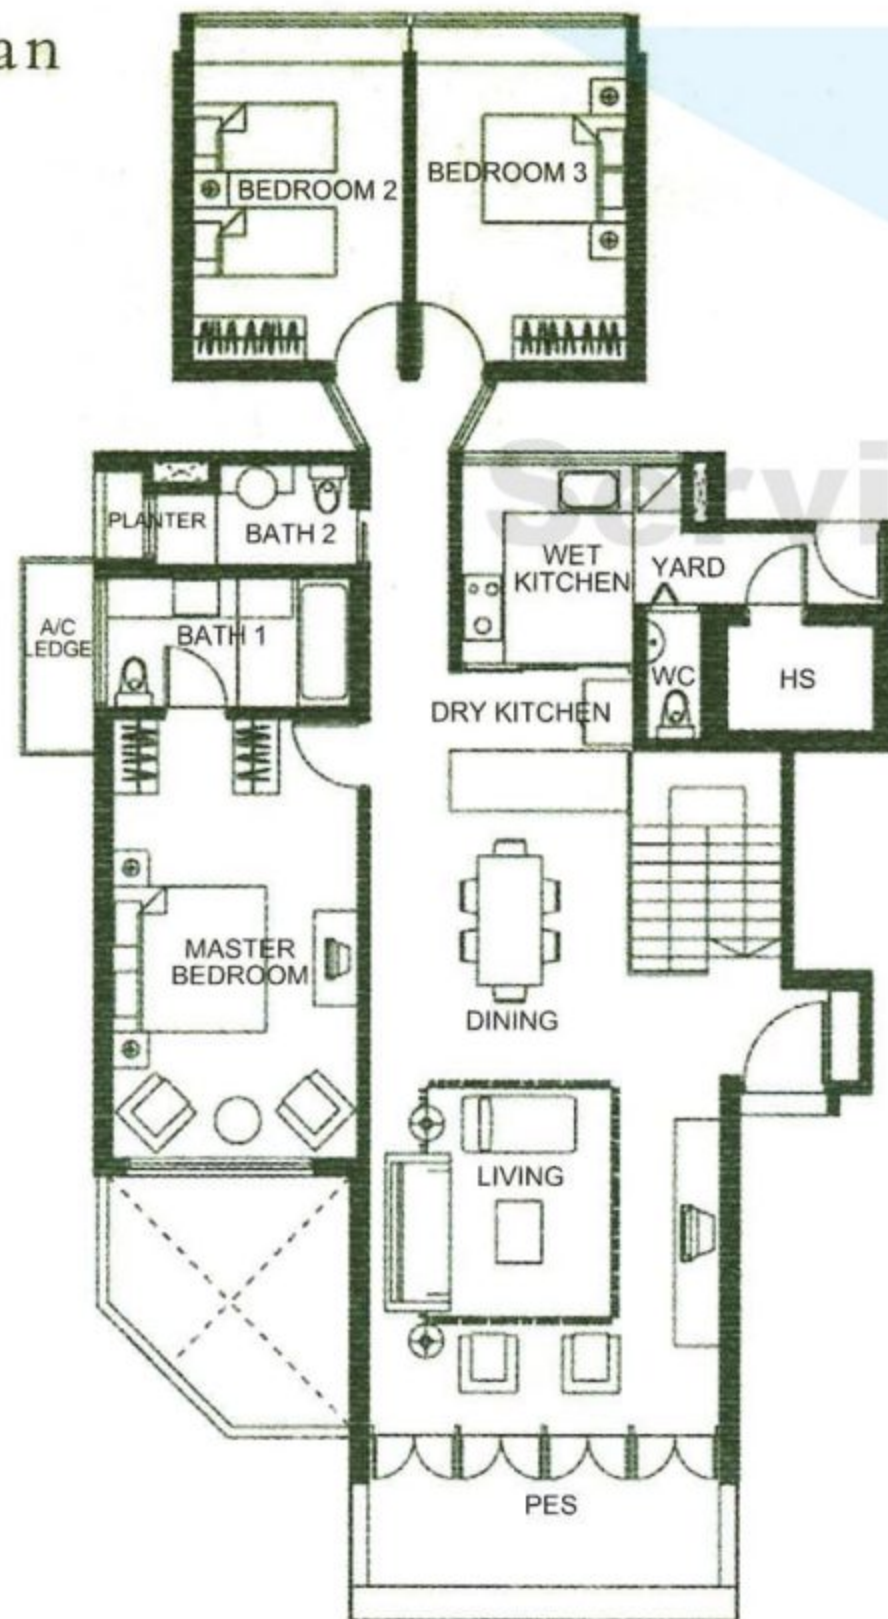 an
BEDROOM 2
BEDROOM 3
Servi
PLANTER
BATH 2
WET
KITCHEN
YARD
A/C
LEDGE
BATH 1
WC
HS
DRY KITCHEN
MASTER
BEDROOM
DINING
LIVING
PES